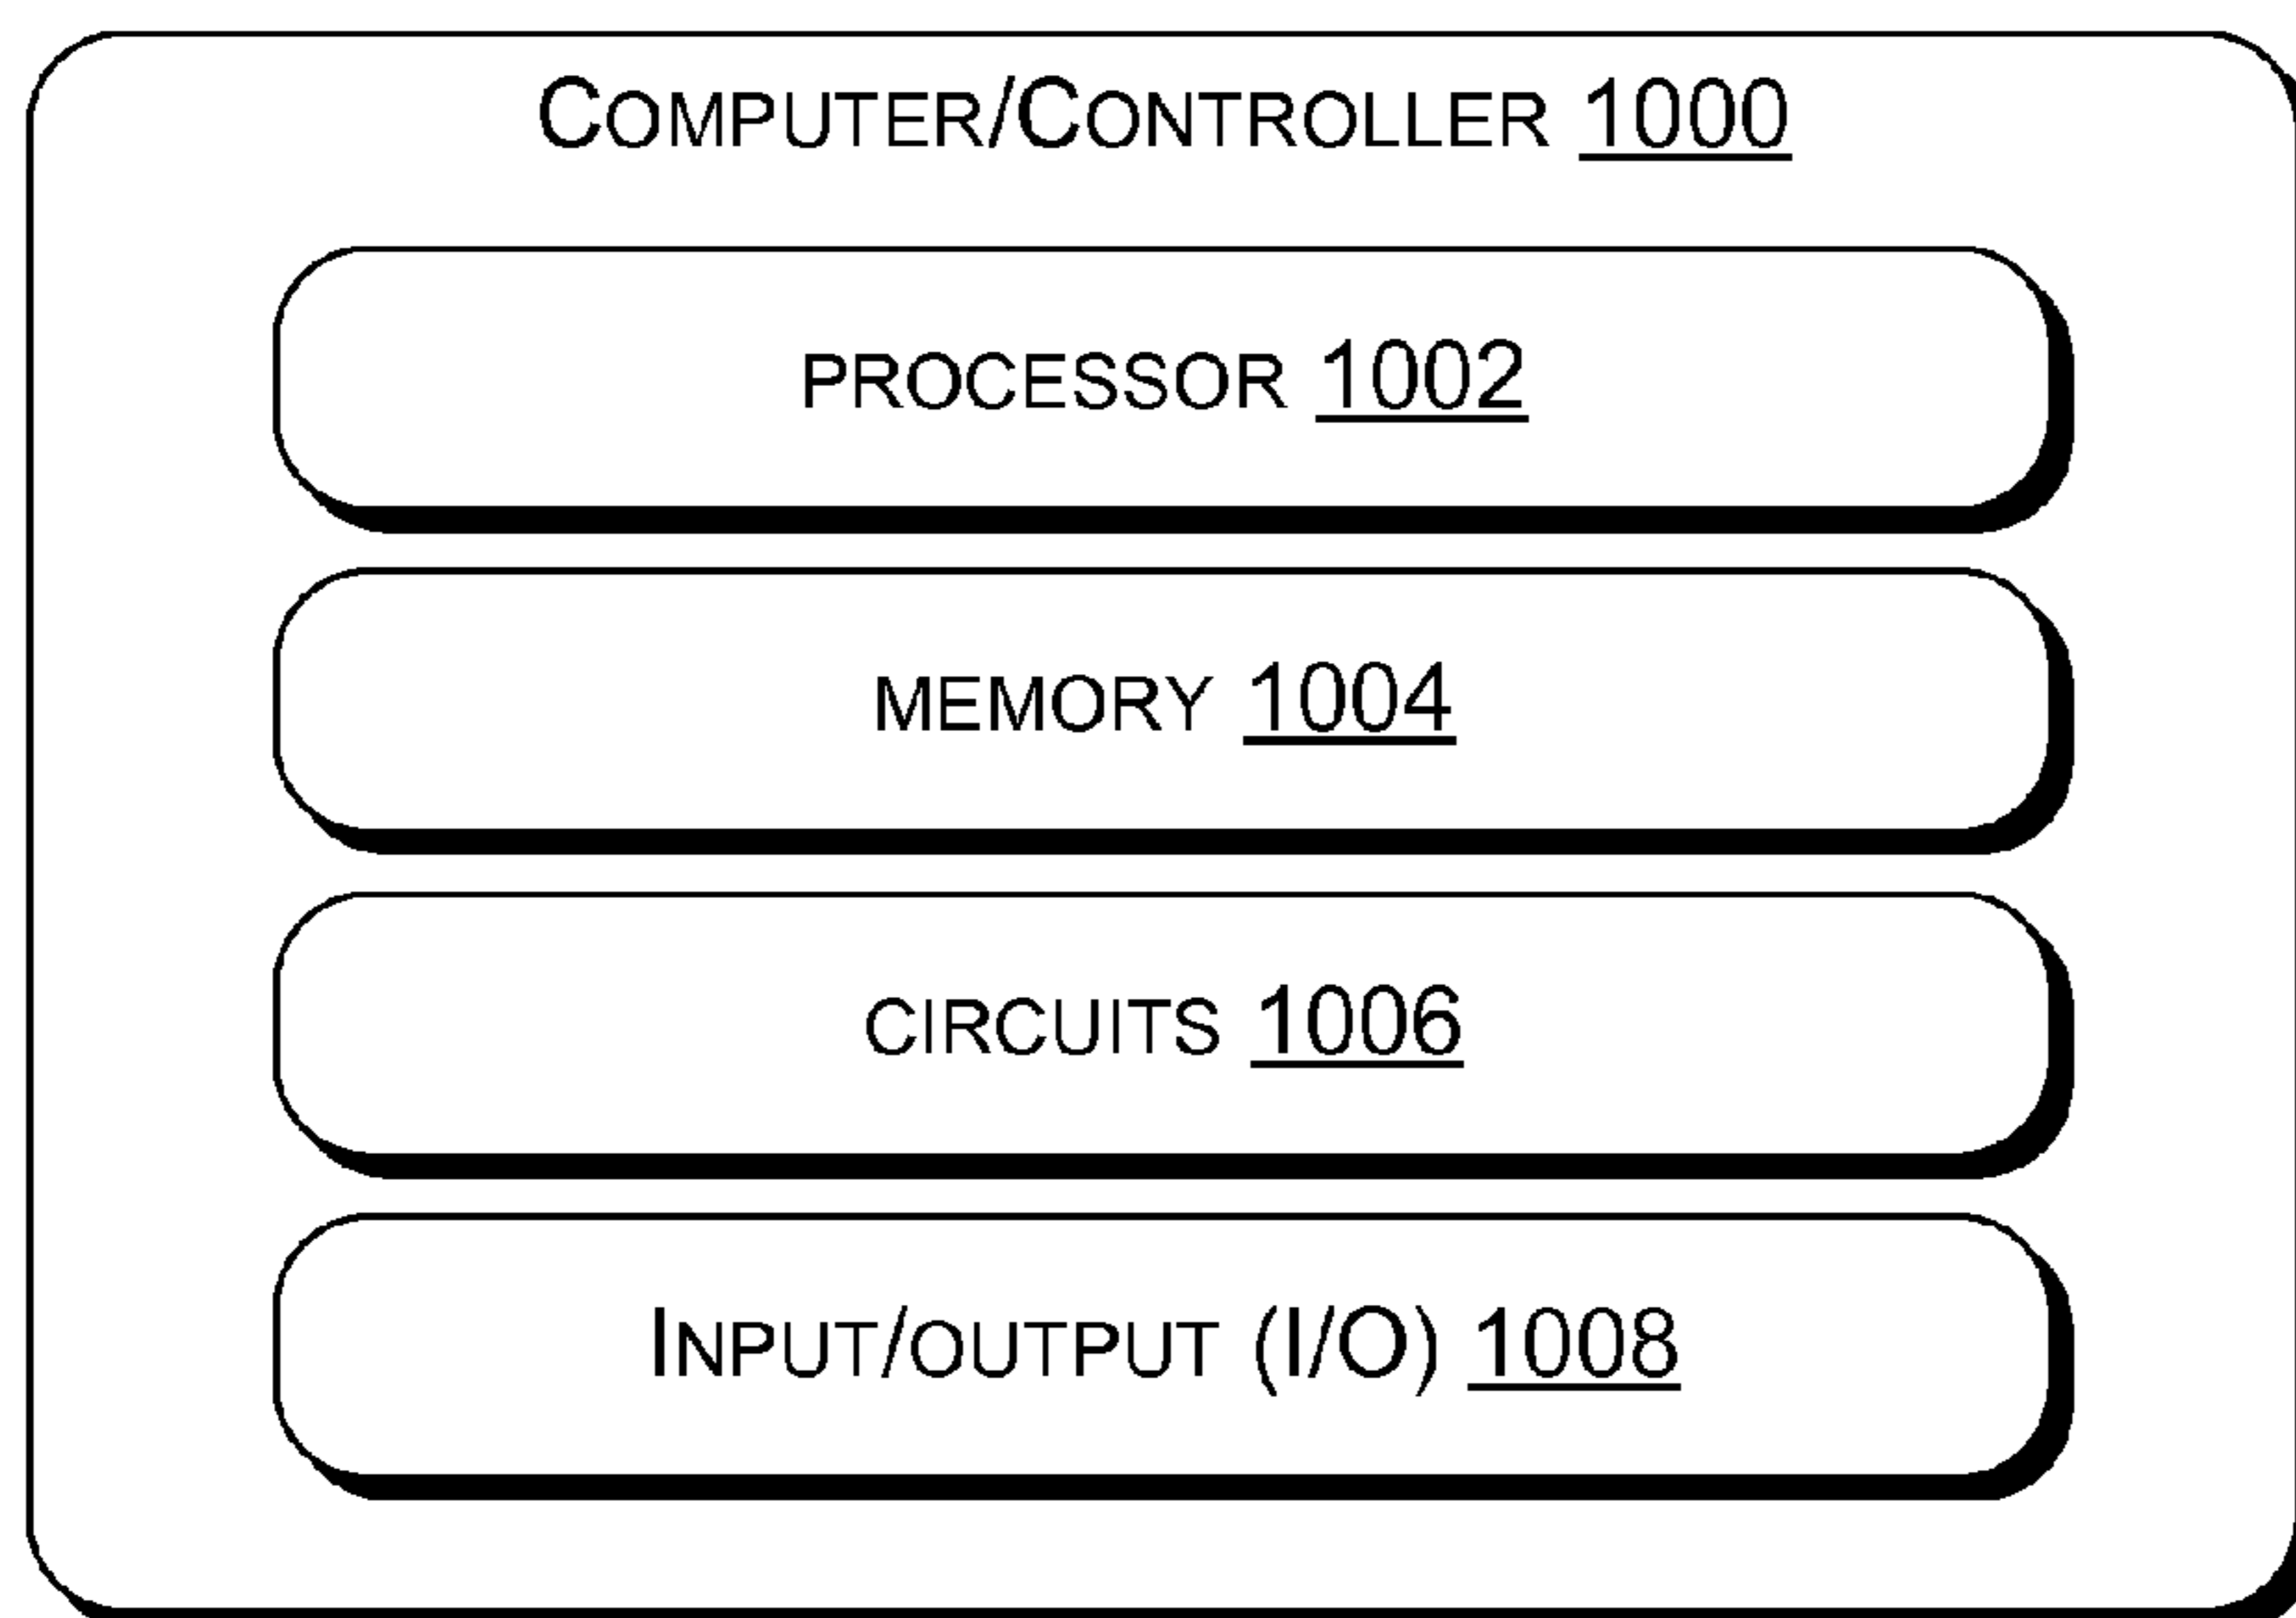 COMPUTER/CONTROLLER 1000
PROCESSOR 1002
MEMORY 1004
CIRCUITS 1006
INPUT/OUTPUT (I/O) 1008